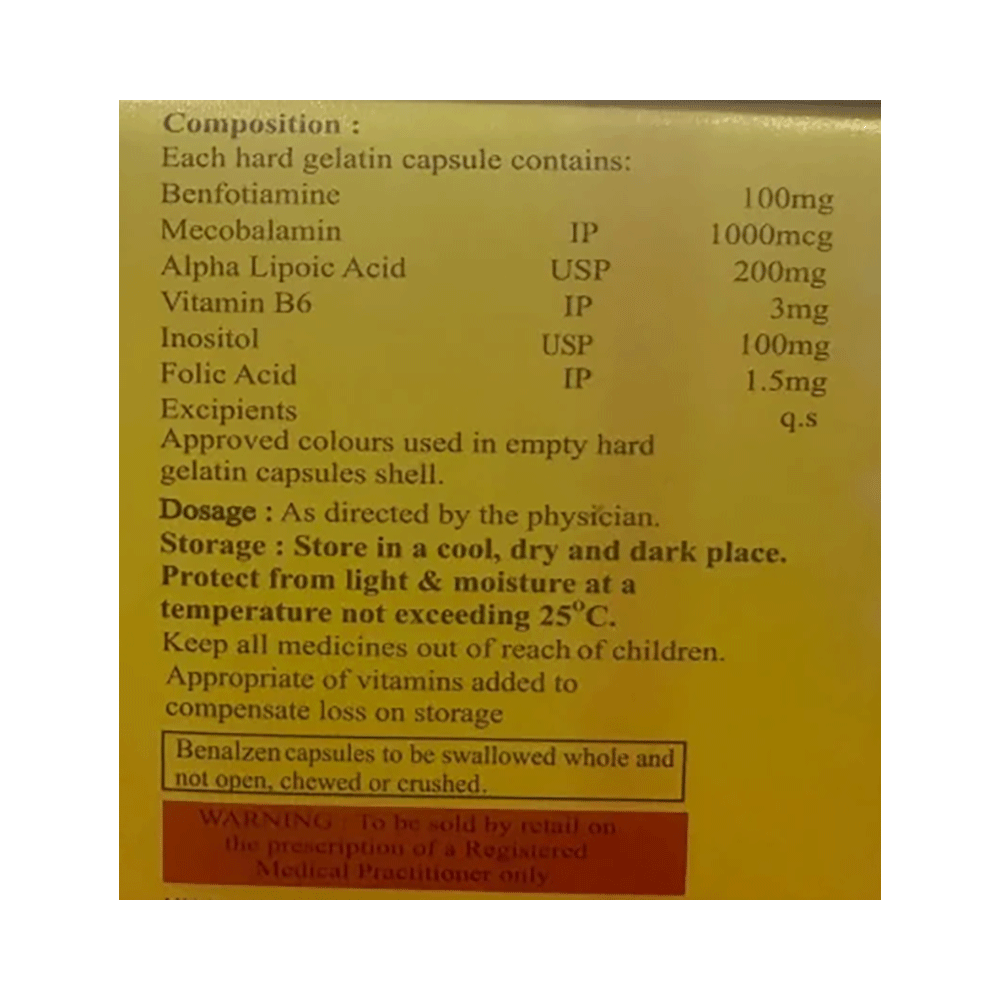 Composition :
Each hard gelatin capsule contains:
Benfotiamine 100mg
Mecobalamin IP 1000mcg
Alpha Lipoic Acid USP 200mg
Vitamin B6 IP 3mg
Inositol USP 100mg
Folic Acid IP 1.5mg
Excipients q.s
Approved colours used in empty hard
gelatin capsules shell.
Dosage : As directed by the physician.
Storage : Store in a cool, dry and dark place.
Protect from light & moisture at a
temperature not exceeding 25°C.
Keep all medicines out of reach of children.
Appropriate of vitamins added to
compensate loss on storage
Benalzen capsules to be swallowed whole and
not open, chewed or crushed.
WARNING : To be sold by retail on
the prescription of a Registered
Medical Practitioner only